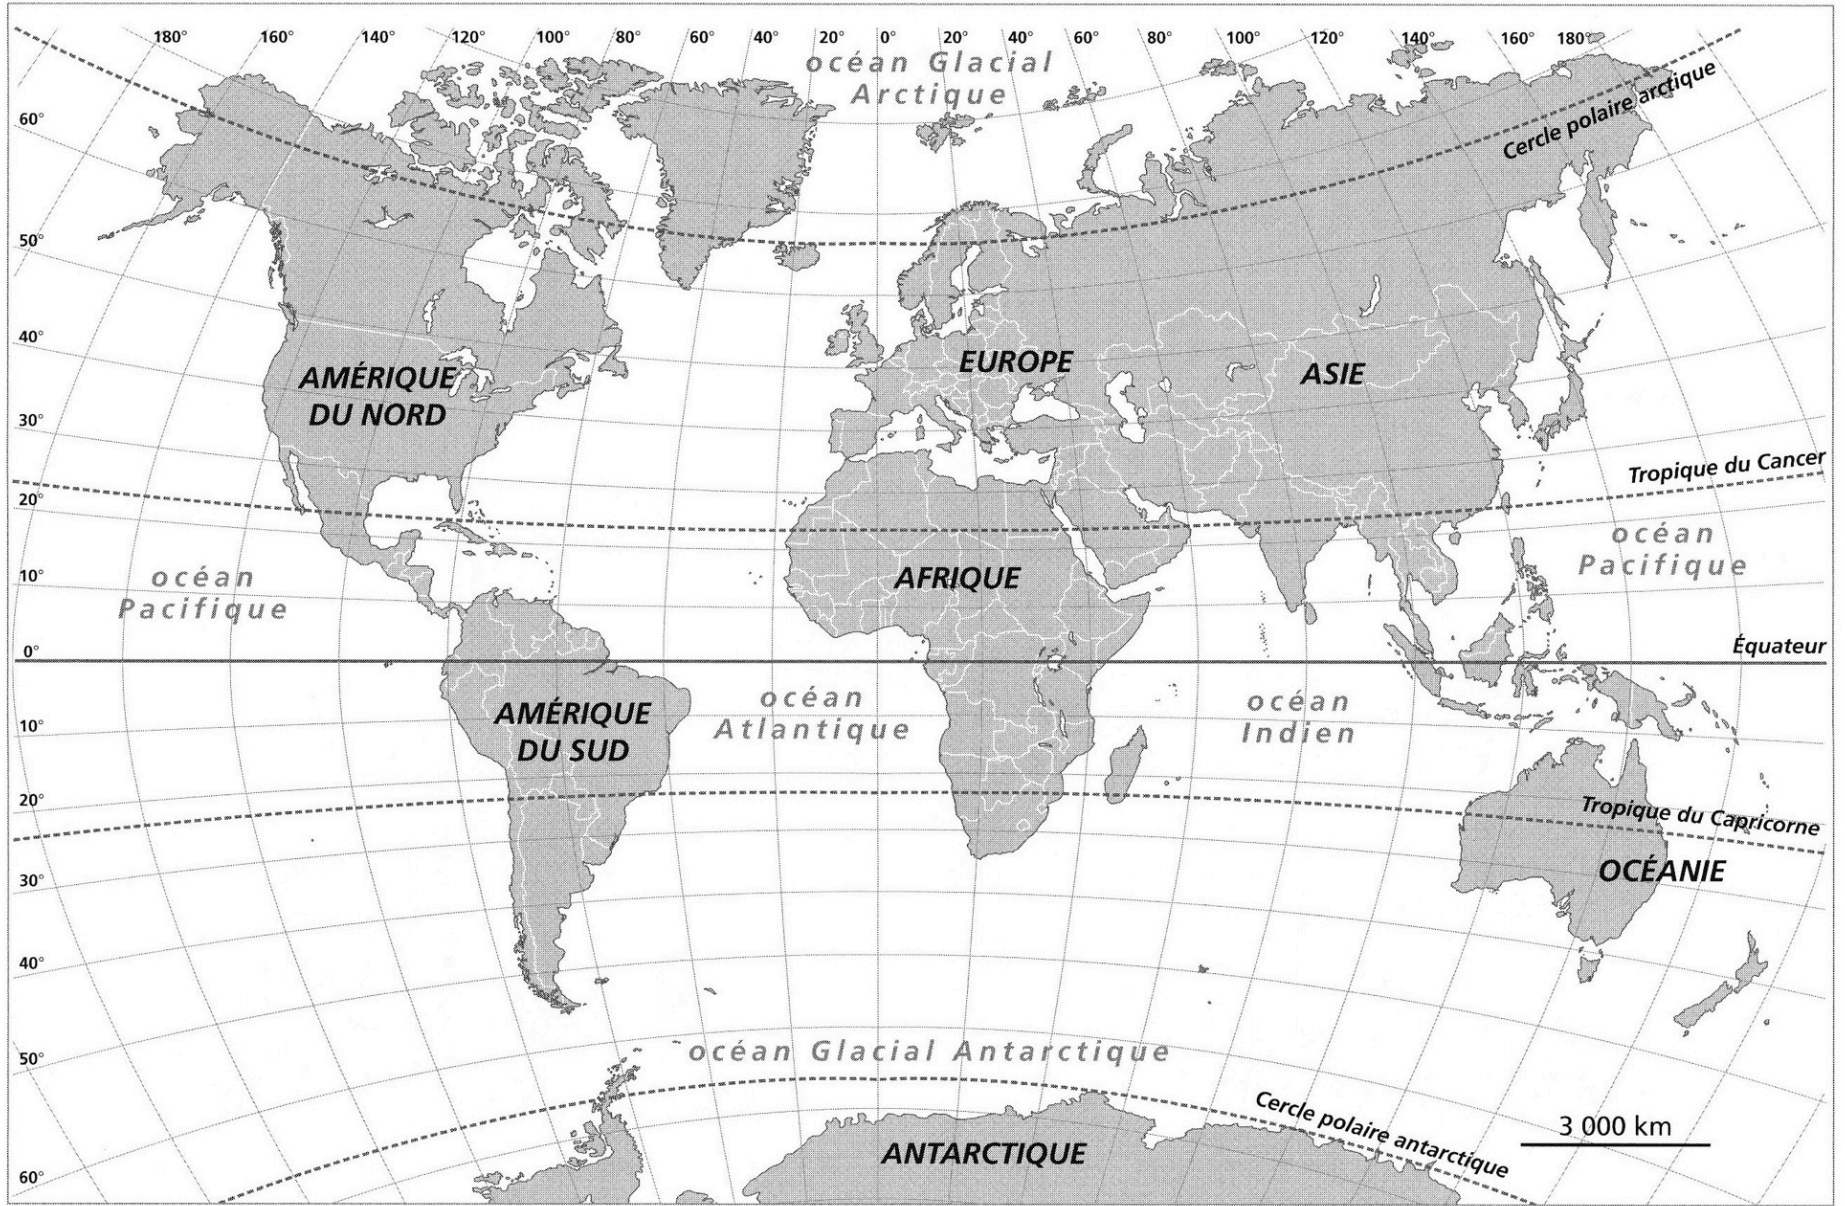 180° 160° 140° 120° 100° 80° 60° 40° 20° 0° 20° 40° 60° 80° 100° 120° 140° 160° 180°
océan Glacial
Arctique
Cercle polaire arctique
60°
50°
40°
30°
20°
10°
0°
10°
20°
30°
40°
50°
60°
AMÉRIQUE
DU NORD
EUROPE
ASIE
Tropique du Cancer
océan
Pacifique
océan
Pacifique
AFRIQUE
Équateur
AMÉRIQUE
DU SUD
océan
Atlantique
océan
Indien
Tropique du Capricorne
OCÉANIE
océan Glacial Antarctique
Cercle polaire antarctique
3 000 km
ANTARCTIQUE